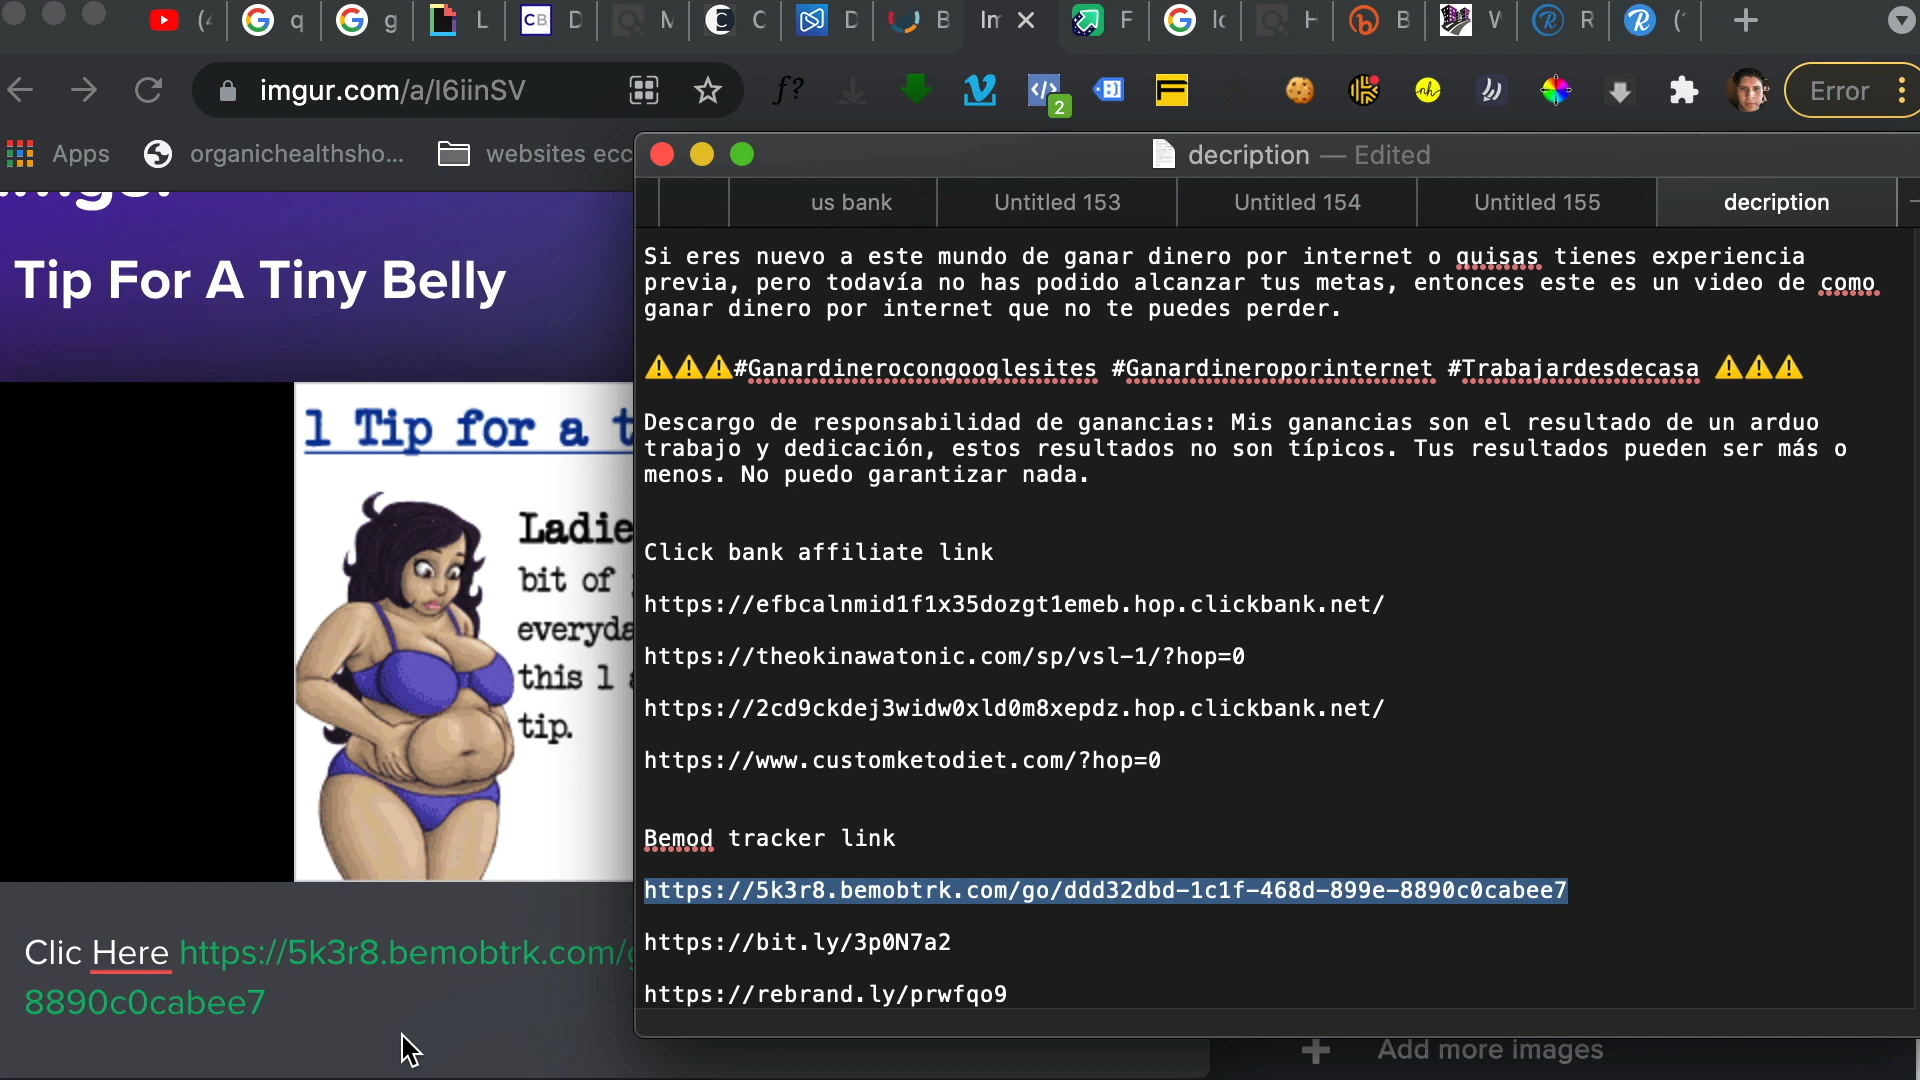 imgur.com/a/I6iinSV
Error
Apps
organichealthsho...
websites ecc
decription — Edited
us bank
Untitled 153
Untitled 154
Untitled 155
decription
Tip For A Tiny Belly
1 Tip for a t
Ladie
bit of
everyda
this 1 a
tip.
Clic Here https://5k3r8.bemobtrk.com/g
8890c0cabee7
Si eres nuevo a este mundo de ganar dinero por internet o quisas tienes experiencia
previa, pero todavía no has podido alcanzar tus metas, entonces este es un video de como
ganar dinero por internet que no te puedes perder.
⚠️⚠️⚠️#Ganardinerocongooglesites #Ganardineroporinternet #Trabajardesdecasa ⚠️⚠️⚠️
Descargo de responsabilidad de ganancias: Mis ganancias son el resultado de un arduo
trabajo y dedicación, estos resultados no son típicos. Tus resultados pueden ser más o
menos. No puedo garantizar nada.
Click bank affiliate link
https://efbcalnmid1f1x35dozgt1emeb.hop.clickbank.net/
https://theokinawatonic.com/sp/vsl-1/?hop=0
https://2cd9ckdej3widw0xld0m8xepdz.hop.clickbank.net/
https://www.customketodiet.com/?hop=0
Bemod tracker link
https://5k3r8.bemobtrk.com/go/ddd32dbd-1c1f-468d-899e-8890c0cabee7
https://bit.ly/3p0N7a2
https://rebrand.ly/prwfqo9
Add more images